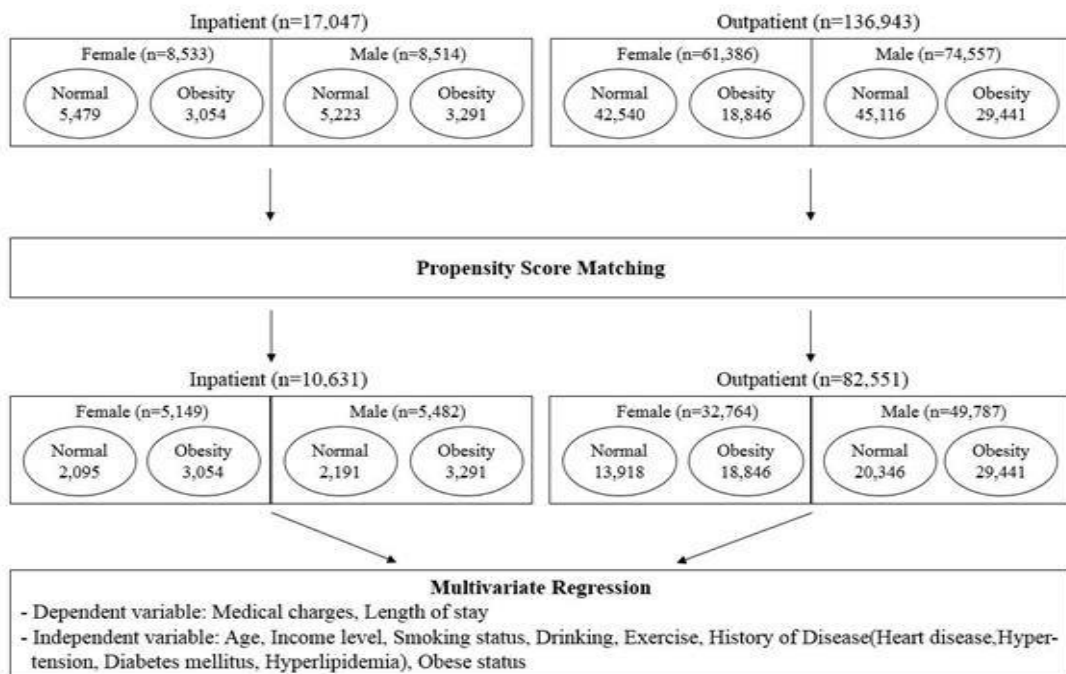 Inpatient (n=17,047)
Outpatient (n=136,943)
Female (n=8,533)
Male (n=8,514)
Female (n=61,386)
Male (n=74,557)
Normal
5,479
Obesity
3,054
Normal
5,223
Obesity
3,291
Normal
42,540
Obesity
18,846
Normal
45,116
Obesity
29,441
Propensity Score Matching
Inpatient (n=10,631)
Outpatient (n=82,551)
Female (n=5,149)
Male (n=5,482)
Female (n=32,764)
Male (n=49,787)
Normal
2,095
Obesity
3,054
Normal
2,191
Obesity
3,291
Normal
13,918
Obesity
18,846
Normal
20,346
Obesity
29,441
Multivariate Regression
- Dependent variable: Medical charges, Length of stay
- Independent variable: Age, Income level, Smoking status, Drinking, Exercise, History of Disease(Heart disease,Hyper-
tension, Diabetes mellitus, Hyperlipidemia), Obese status